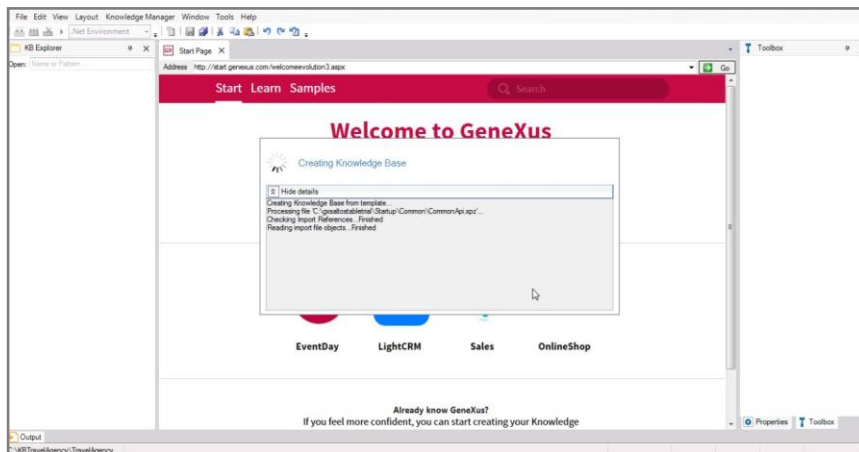 File Edit View Layout Knowledge Manager Window Tools Help
.Net Environment
KB Explorer
Start Page
Toolbox
Open: Name or Pattern...
Address http://start.genexus.com/welcomeevolution3.aspx
Go
Start Learn Samples
Search
Welcome to GeneXus
Creating Knowledge Base
Hide details
Creating Knowledge Base from template...
Processing file 'C:\gxsaltostabletrial\Startup\Common\CommonApi.xpz'...
Checking Import References...Finished
Reading import file objects...Finished
EventDay LightCRM Sales OnlineShop
Already know GeneXus?
If you feel more confident, you can start creating your Knowledge
Properties Toolbox
Output
C:\KBTravelAgency\TravelAgency